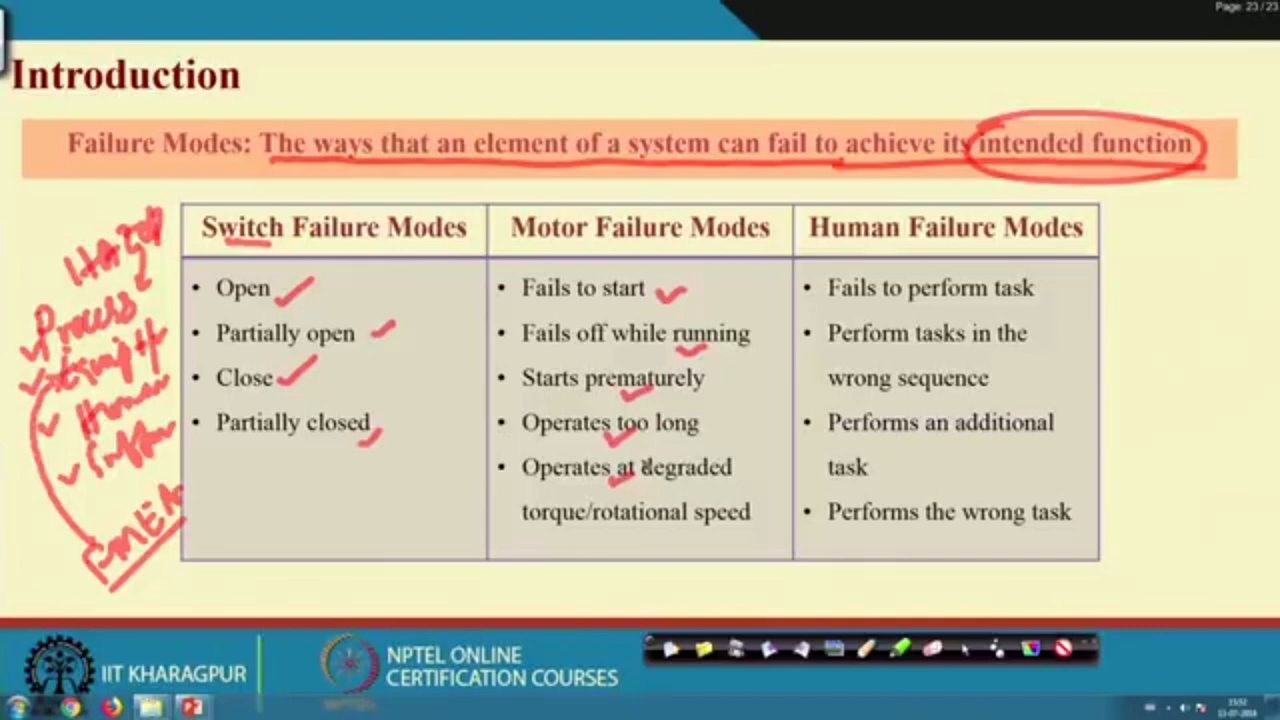 Page: 23 / 23
Introduction
Failure Modes: The ways that an element of a system can fail to achieve its intended function
HAZOP
Process
Human
FMEA
Switch Failure Modes
• Open
• Partially open
• Close
• Partially closed
Motor Failure Modes
• Fails to start
• Fails off while running
• Starts prematurely
• Operates too long
• Operates at degraded
torque/rotational speed
Human Failure Modes
• Fails to perform task
• Perform tasks in the
wrong sequence
• Performs an additional
task
• Performs the wrong task
IIT KHARAGPUR
NPTEL ONLINE
CERTIFICATION COURSES